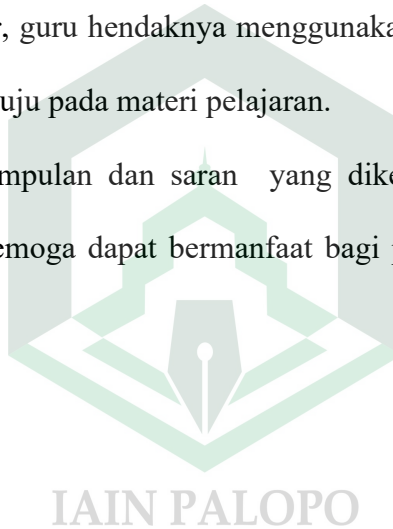 , guru hendaknya menggunaka
uju pada materi pelajaran.
mpulan dan saran yang dike
emoga dapat bermanfaat bagi p
IAIN PALOPO